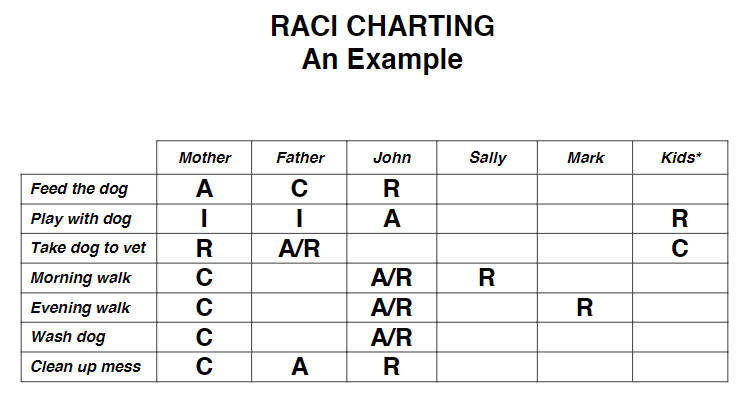 RACI CHARTING
An Example
Mother Father John Sally Mark Kids*
Feed the dog A C R
Play with dog I I A R
Take dog to vet R A/R C
Morning walk C A/R R
Evening walk C A/R R
Wash dog C A/R
Clean up mess C A R